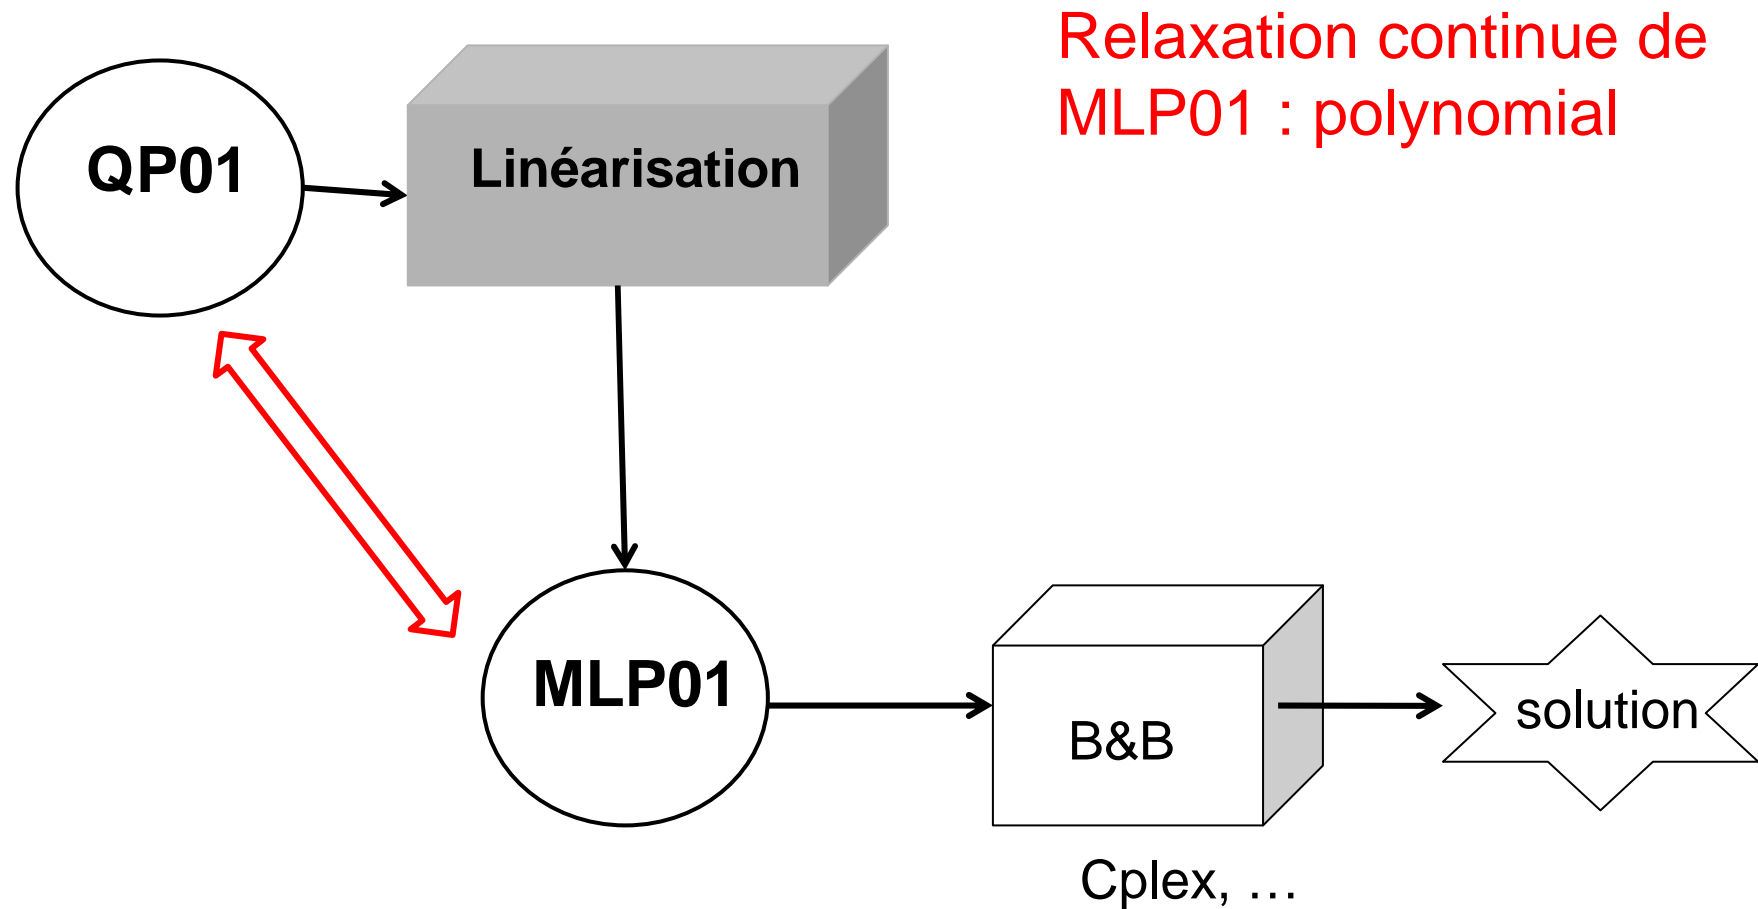 Relaxation continue de
MLP01 : polynomial
QP01
Linéarisation
MLP01
B&B
solution
Cplex, …